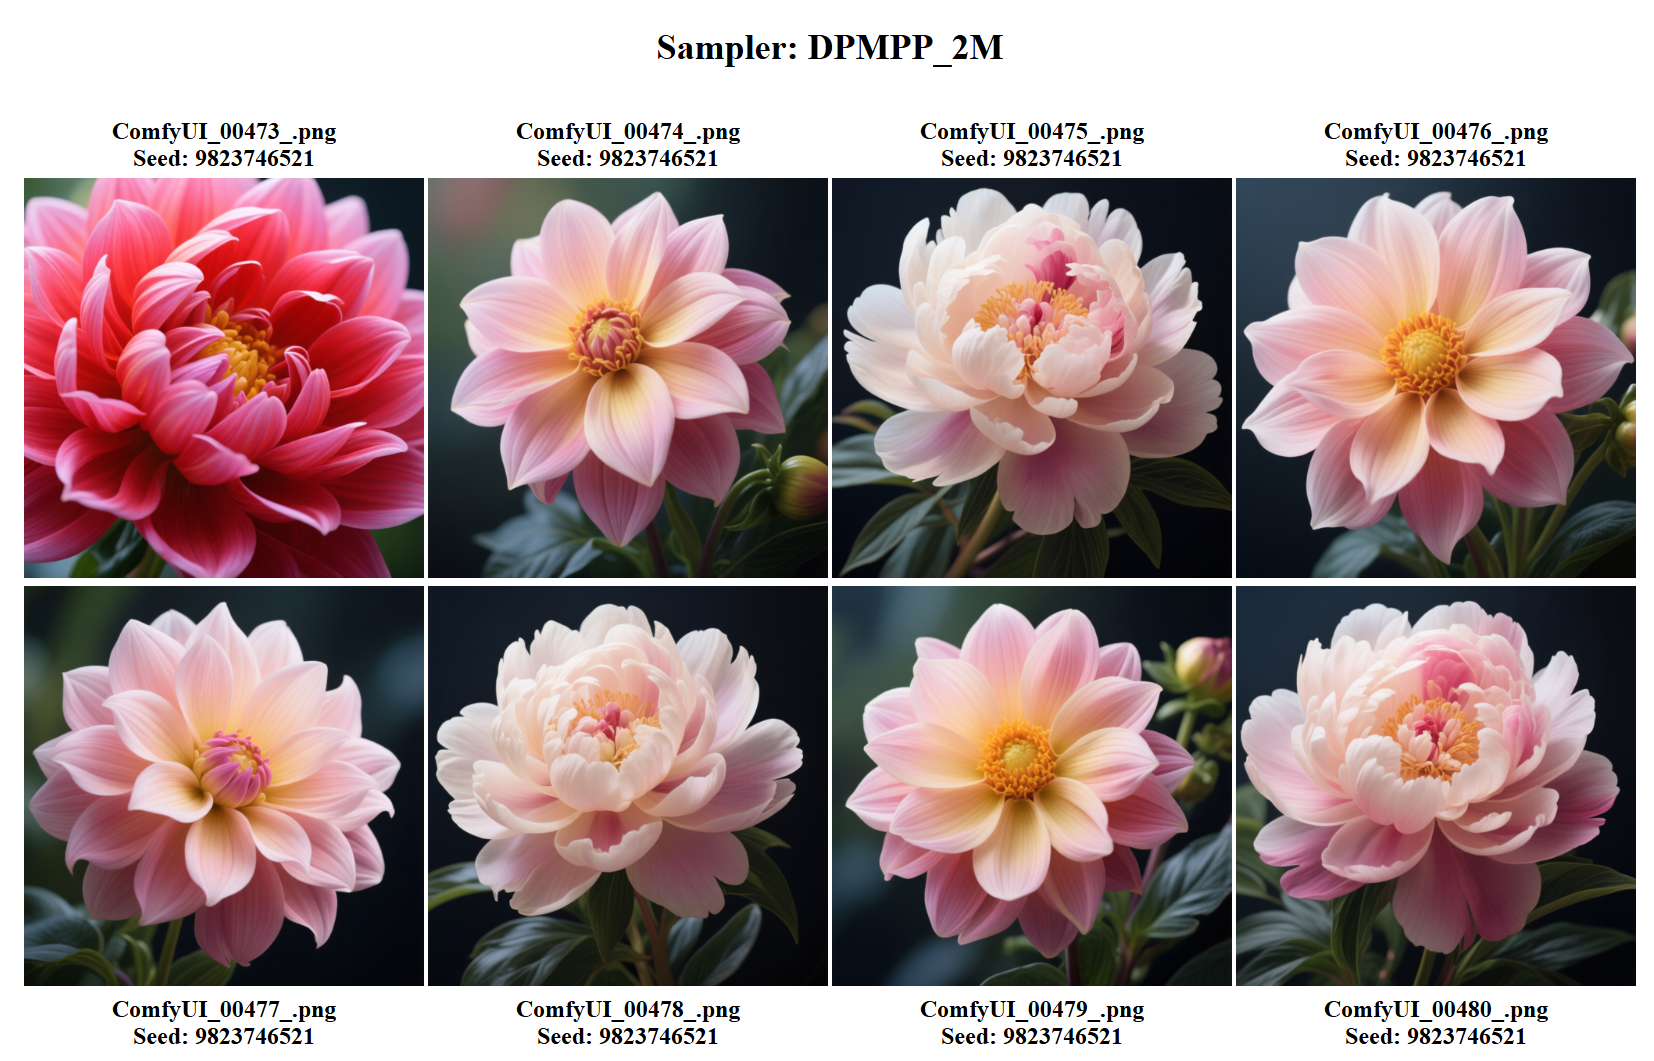 Sampler: DPMPP_2M
ComfyUI_00473_.png
Seed: 9823746521
ComfyUI_00474_.png
Seed: 9823746521
ComfyUI_00475_.png
Seed: 9823746521
ComfyUI_00476_.png
Seed: 9823746521
ComfyUI_00477_.png
Seed: 9823746521
ComfyUI_00478_.png
Seed: 9823746521
ComfyUI_00479_.png
Seed: 9823746521
ComfyUI_00480_.png
Seed: 9823746521